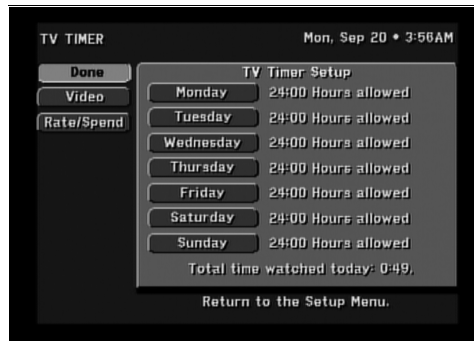 TV TIMER
Mon, Sep 20 • 3:56AM
Done
Video
Rate/Spend
TV Timer Setup
Monday 24:00 Hours allowed
Tuesday 24:00 Hours allowed
Wednesday 24:00 Hours allowed
Thursday 24:00 Hours allowed
Friday 24:00 Hours allowed
Saturday 24:00 Hours allowed
Sunday 24:00 Hours allowed
Total time watched today: 0:49.
Return to the Setup Menu.